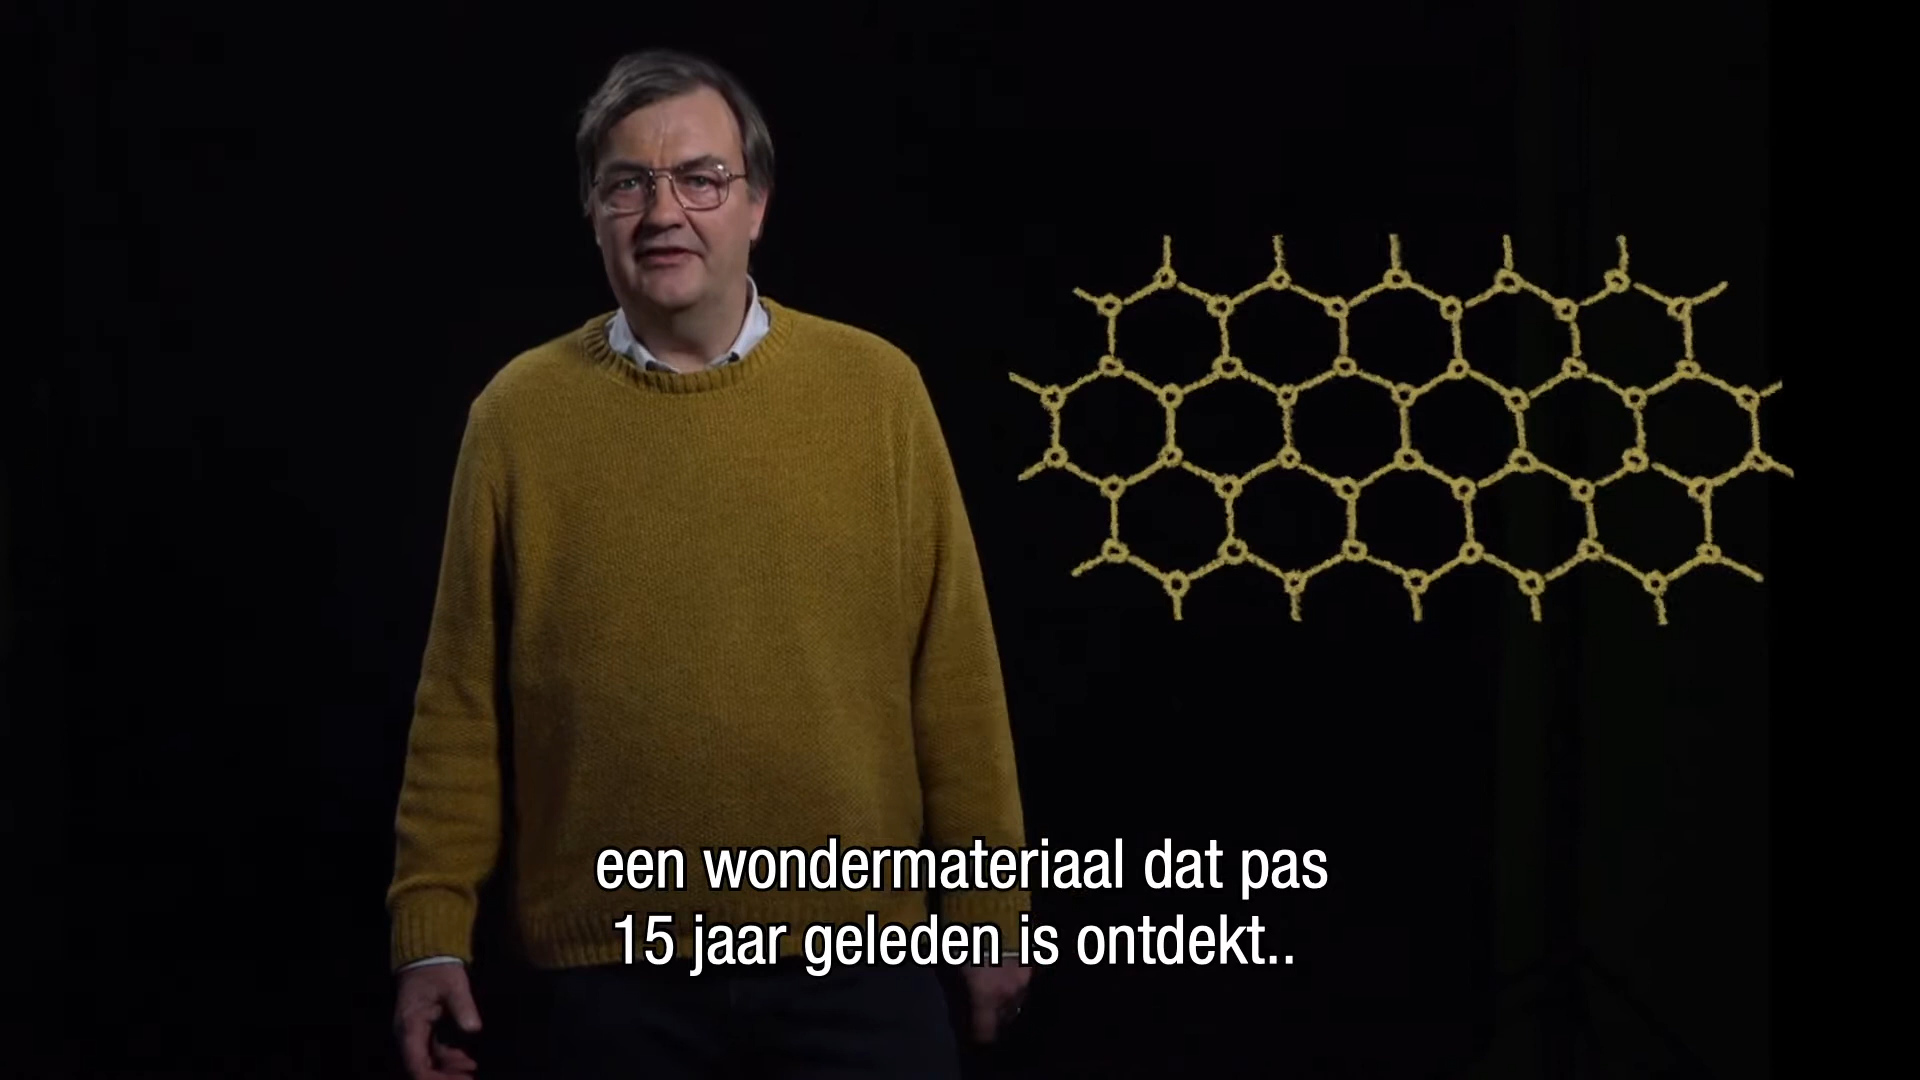 een wondermateriaal dat pas
15 jaar geleden is ontdekt..